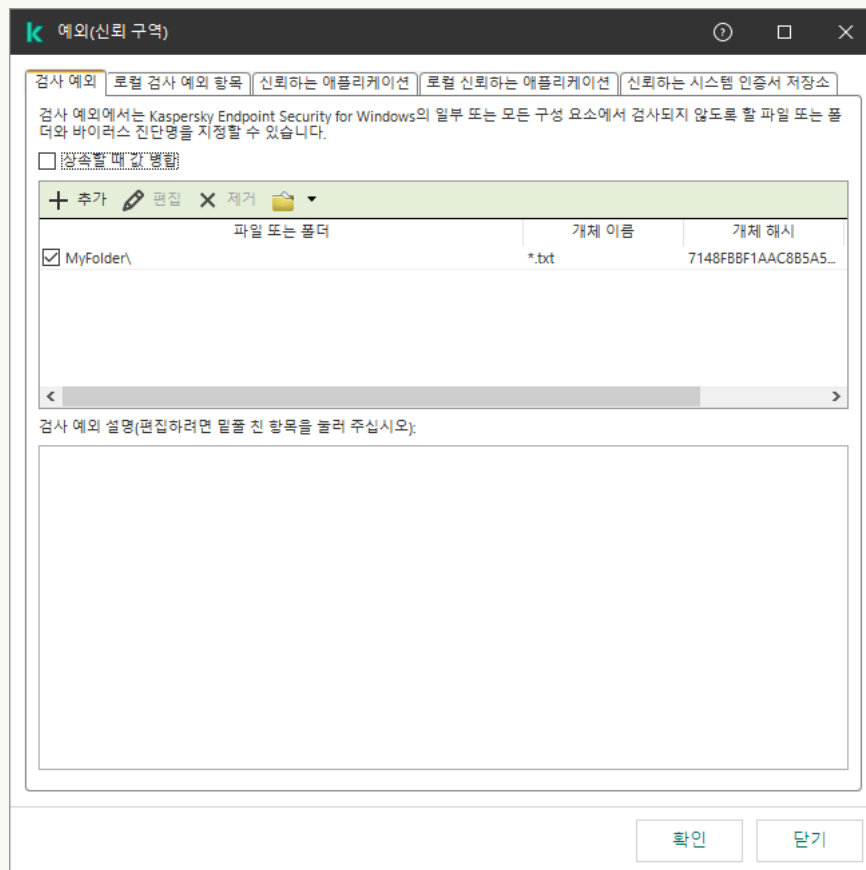 예외(신뢰 구역)
검사 예외 로컬 검사 예외 항목 신뢰하는 애플리케이션 로컬 신뢰하는 애플리케이션 신뢰하는 시스템 인증서 저장소
검사 예외에서는 Kaspersky Endpoint Security for Windows의 일부 또는 모든 구성 요소에서 검사되지 않도록 할 파일 또는 폴
더와 바이러스 진단명을 지정할 수 있습니다.
상속할 때 값 병합
추가 편집 제거
파일 또는 폴더 개체 이름 개체 해시
MyFolder\ *.txt 7148FBBF1AAC8B5A5...
검사 예외 설명(편집하려면 밑줄 친 항목을 눌러 주십시오):
확인 닫기